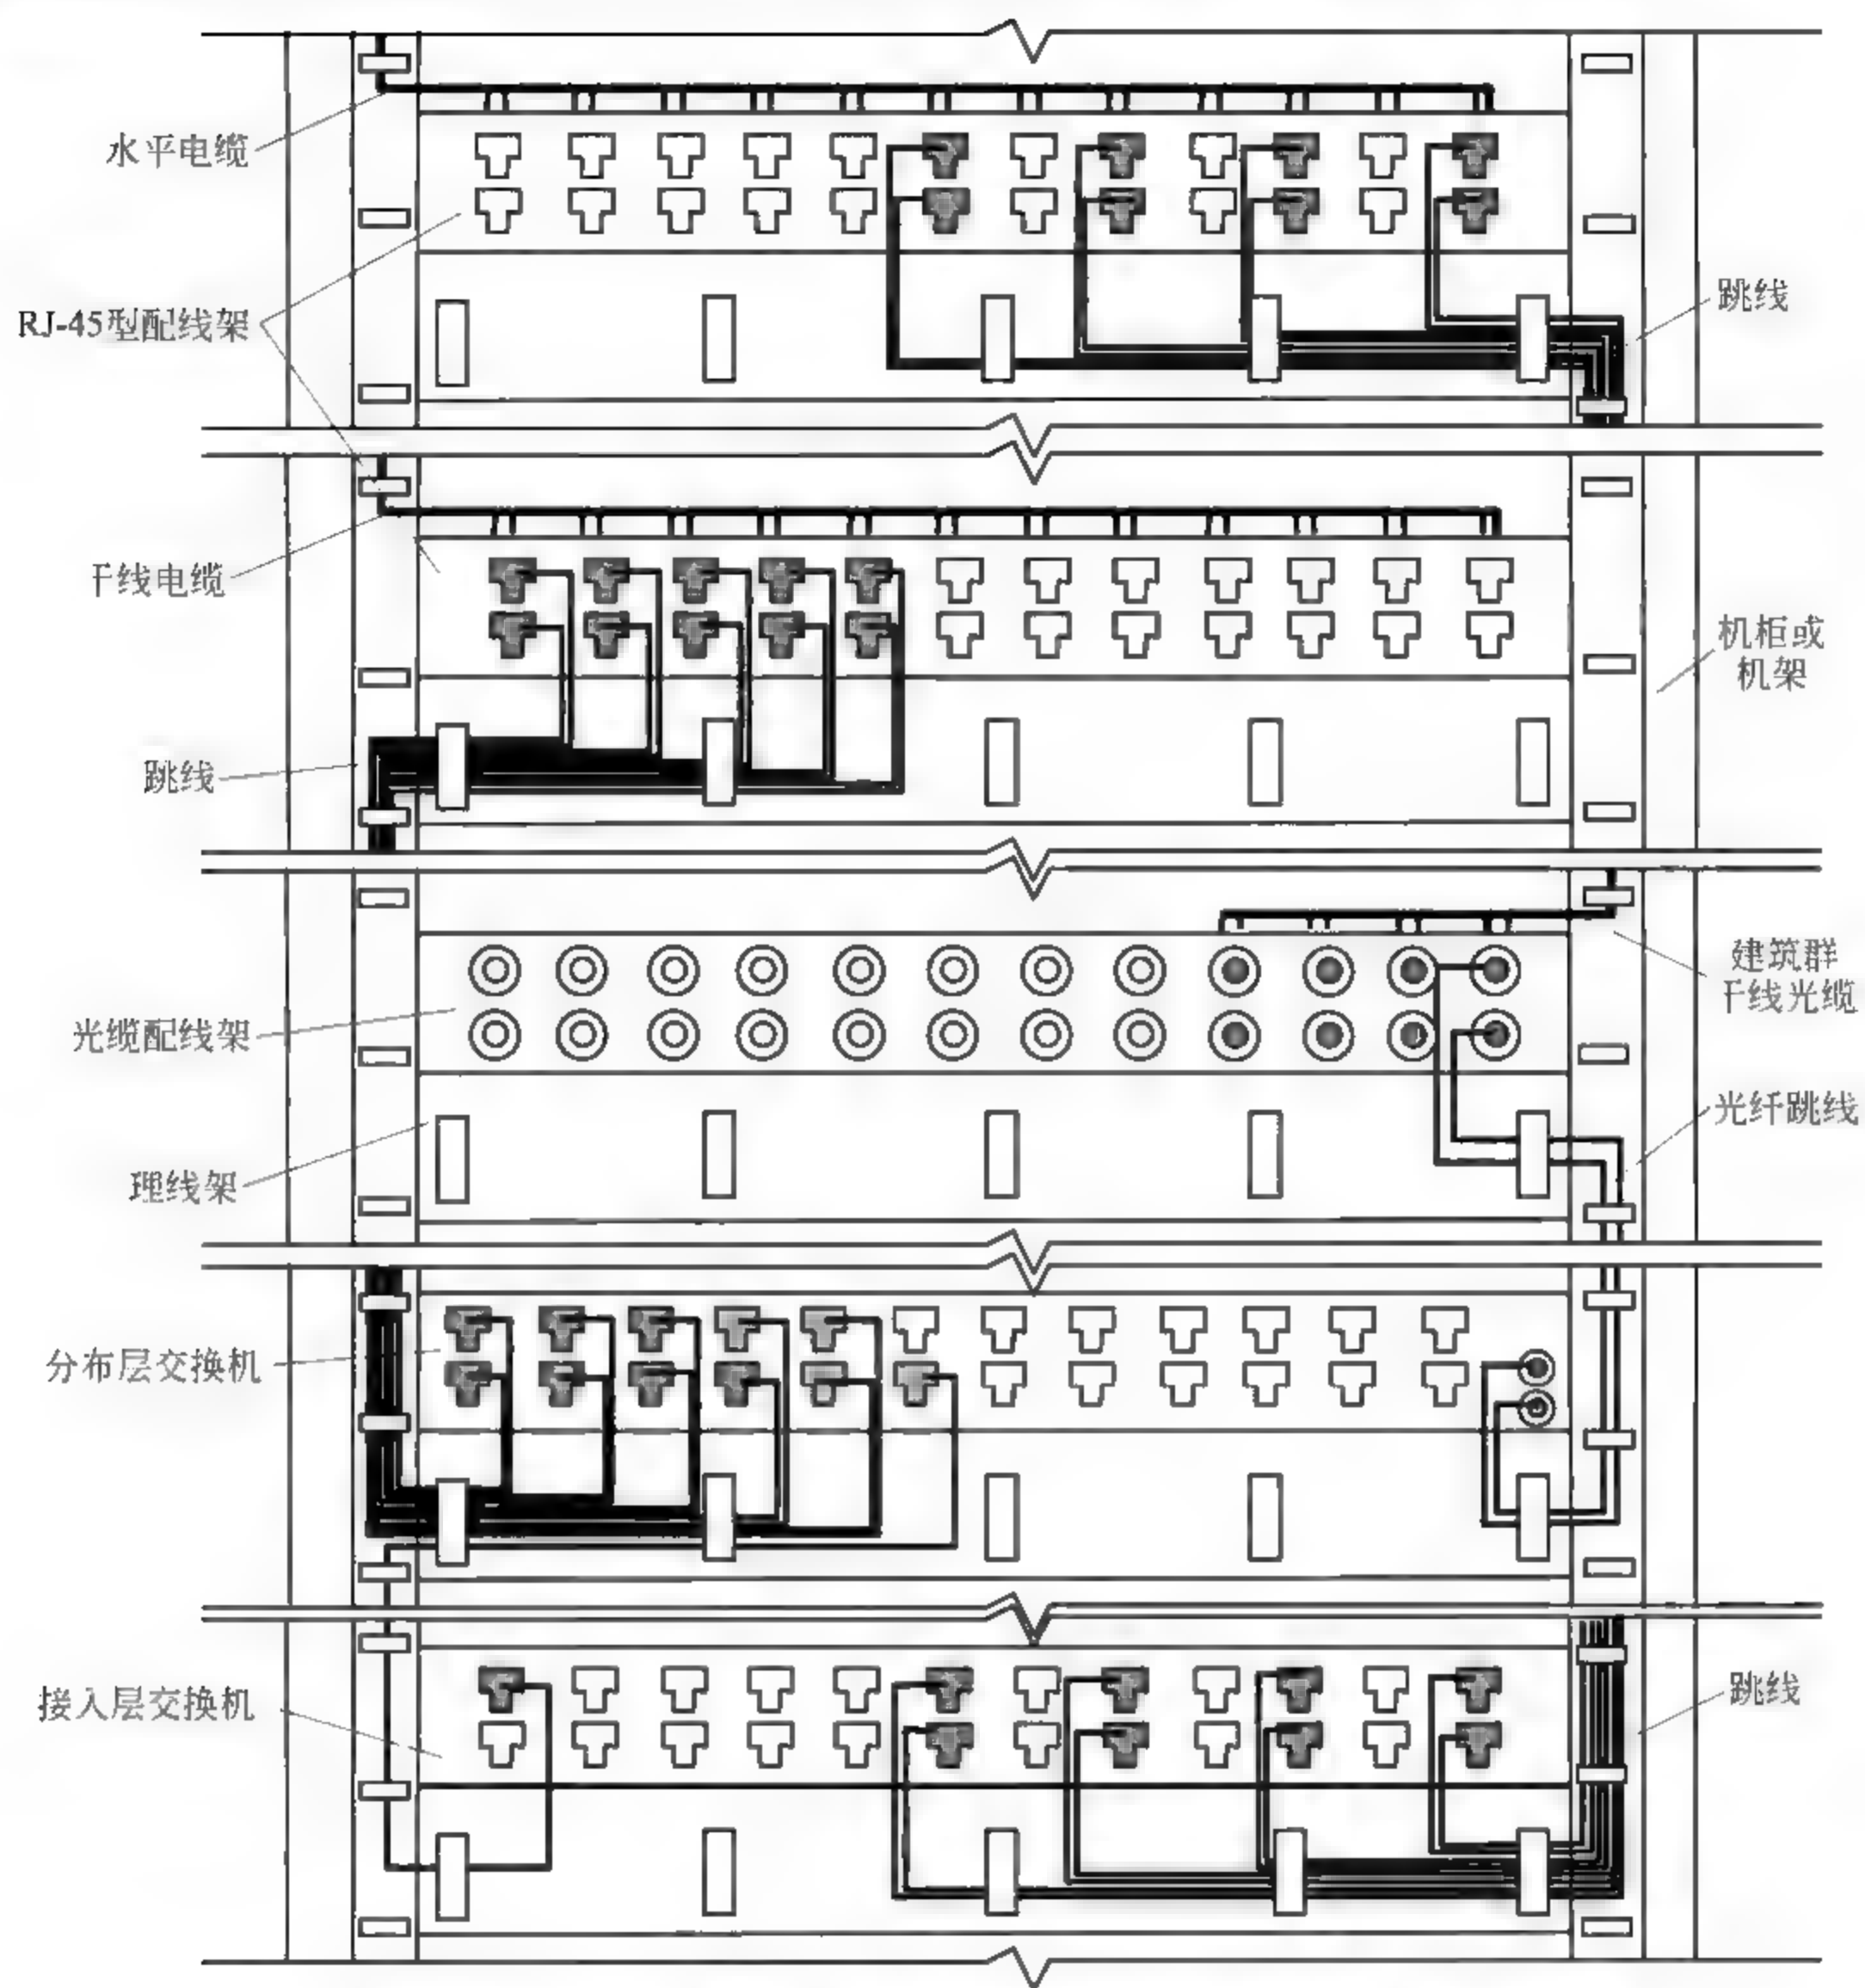 水平电缆
RJ-45型配线架
跳线
干线电缆
机柜或
机架
跳线
建筑群
干线光缆
光缆配线架
光纤跳线
理线架
分布层交换机
接入层交换机
跳线